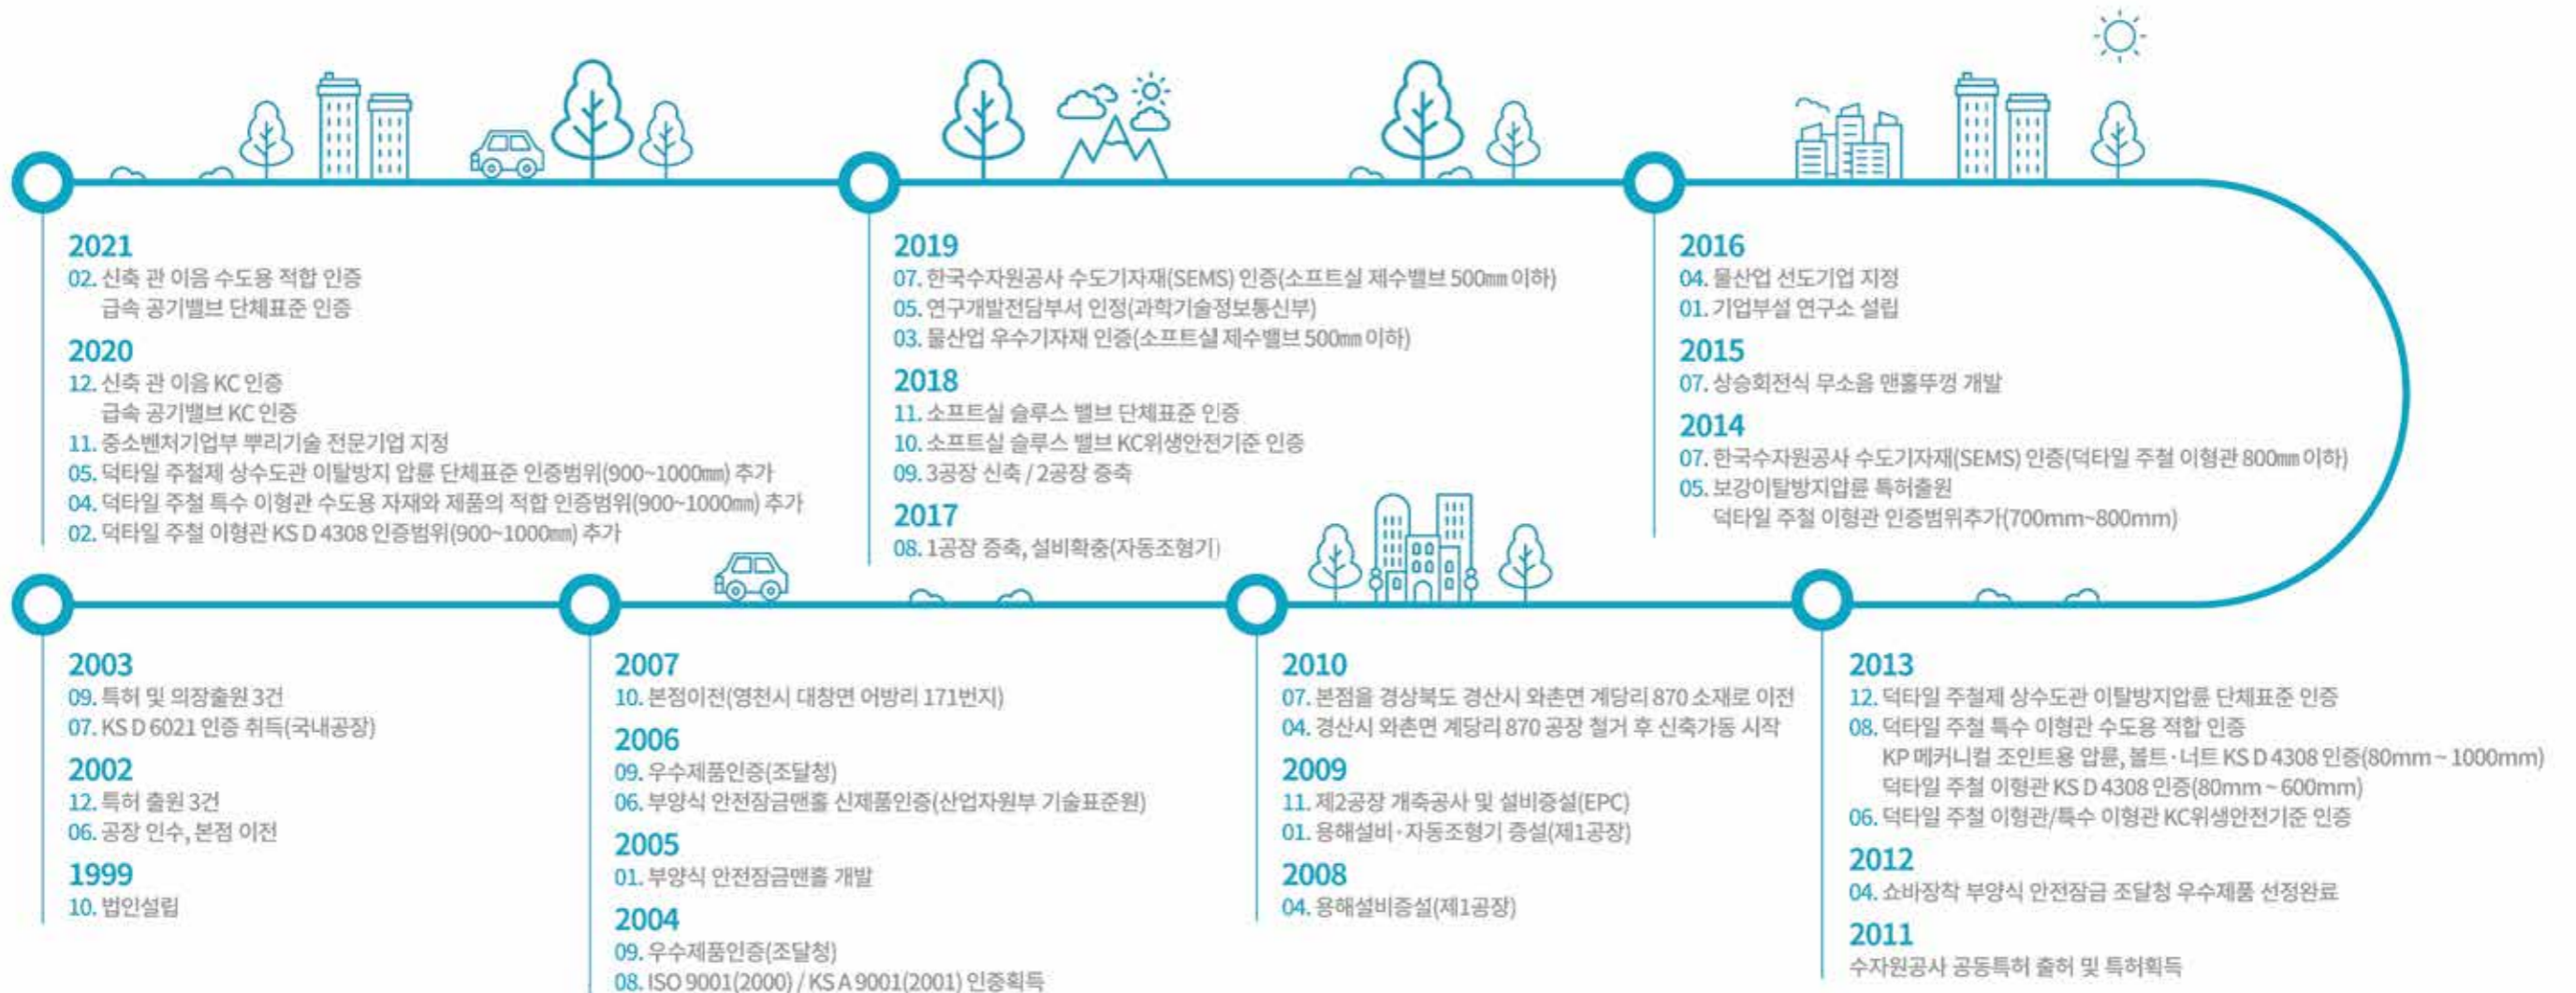 2021
02. 신축 관 이음 수도용 적합 인증
급속 공기밸브 단체표준 인증
2020
12. 신축 관 이음 KC 인증
급속 공기밸브 KC 인증
11. 중소벤처기업부 뿌리기술 전문기업 지정
05. 덕타일 주철제 상수도관 이탈방지 압륜 단체표준 인증범위(900~1000㎜) 추가
04. 덕타일 주철 특수 이형관 수도용 자재와 제품의 적합 인증범위(900~1000㎜) 추가
02. 덕타일 주철 이형관 KS D 4308 인증범위(900~1000㎜) 추가
2019
07. 한국수자원공사 수도기자재(SEMS) 인증(소프트실 제수밸브 500㎜ 이하)
05. 연구개발전담부서 인정(과학기술정보통신부)
03. 물산업 우수기자재 인증(소프트실 제수밸브 500㎜ 이하)
2018
11. 소프트실 슬루스 밸브 단체표준 인증
10. 소프트실 슬루스 밸브 KC위생안전기준 인증
09. 3공장 신축 / 2공장 증축
2017
08. 1공장 증축, 설비확충(자동조형기)
2016
04. 물산업 선도기업 지정
01. 기업부설 연구소 설립
2015
07. 상승회전식 무소음 맨홀뚜껑 개발
2014
07. 한국수자원공사 수도기자재(SEMS) 인증(덕타일 주철 이형관 800㎜ 이하)
05. 보강이탈방지압륜 특허출원
덕타일 주철 이형관 인증범위추가(700mm~800mm)
2003
09. 특허 및 의장출원 3건
07. KS D 6021 인증 취득(국내공장)
2002
12. 특허 출원 3건
06. 공장 인수, 본점 이전
1999
10. 법인설립
2007
10. 본점이전(영천시 대창면 어방리 171번지)
2006
09. 우수제품인증(조달청)
06. 부양식 안전잠금맨홀 신제품인증(산업자원부 기술표준원)
2005
01. 부양식 안전잠금맨홀 개발
2004
09. 우수제품인증(조달청)
08. ISO 9001(2000) / KS A 9001(2001) 인증획득
2010
07. 본점을 경상북도 경산시 와촌면 계당리 870 소재로 이전
04. 경산시 와촌면 계당리 870 공장 철거 후 신축가동 시작
2009
11. 제2공장 개축공사 및 설비증설(EPC)
01. 용해설비·자동조형기 증설(제1공장)
2008
04. 용해설비증설(제1공장)
2013
12. 덕타일 주철제 상수도관 이탈방지압륜 단체표준 인증
08. 덕타일 주철 특수 이형관 수도용 적합 인증
KP 메커니컬 조인트용 압륜, 볼트·너트 KS D 4308 인증(80mm ~ 1000mm)
덕타일 주철 이형관 KS D 4308 인증(80mm ~ 600mm)
06. 덕타일 주철 이형관/특수 이형관 KC위생안전기준 인증
2012
04. 쇼바장착 부양식 안전잠금 조달청 우수제품 선정완료
2011
수자원공사 공동특허 출허 및 특허획득